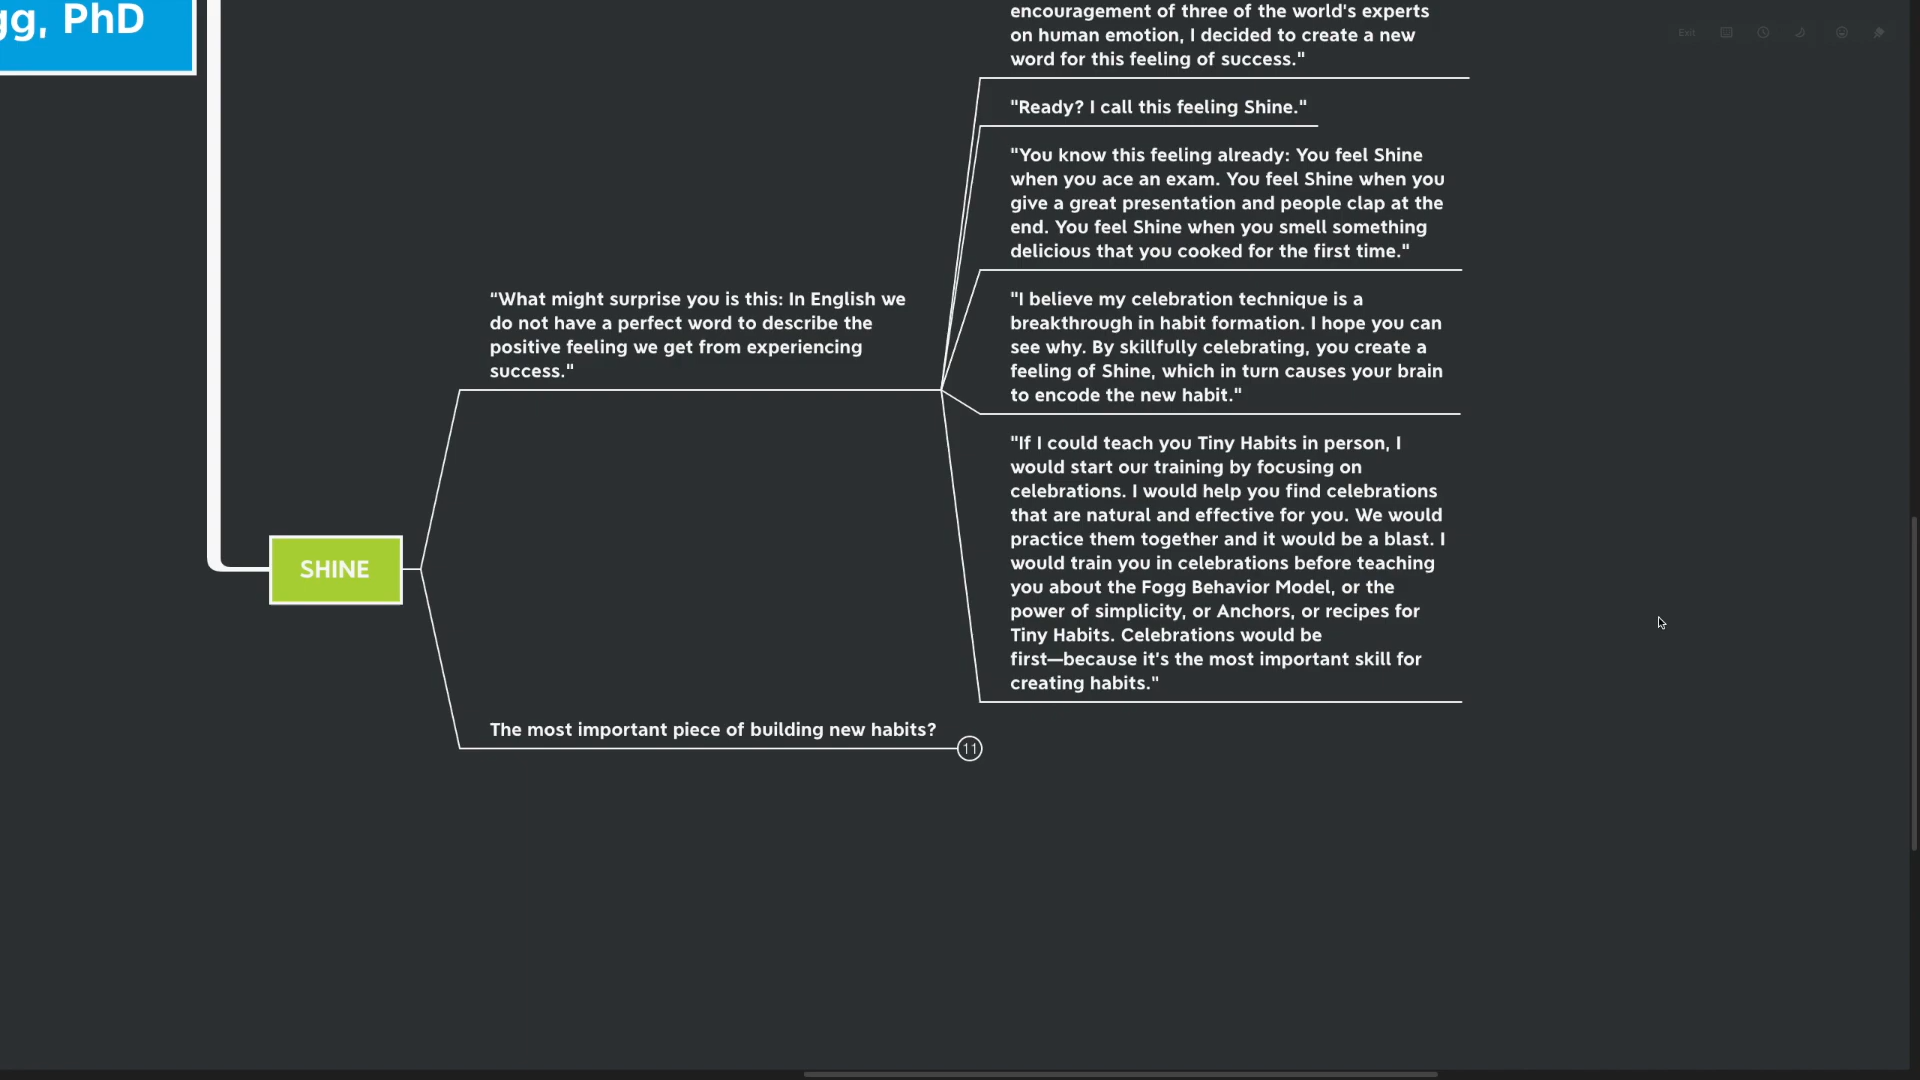 gg, PhD
Exit
encouragement of three of the world's experts
on human emotion, I decided to create a new
word for this feeling of success."
"Ready? I call this feeling Shine."
"You know this feeling already: You feel Shine
when you ace an exam. You feel Shine when you
give a great presentation and people clap at the
end. You feel Shine when you smell something
delicious that you cooked for the first time."
"What might surprise you is this: In English we
do not have a perfect word to describe the
positive feeling we get from experiencing
success."
"I believe my celebration technique is a
breakthrough in habit formation. I hope you can
see why. By skillfully celebrating, you create a
feeling of Shine, which in turn causes your brain
to encode the new habit."
"If I could teach you Tiny Habits in person, I
would start our training by focusing on
celebrations. I would help you find celebrations
that are natural and effective for you. We would
practice them together and it would be a blast. I
would train you in celebrations before teaching
you about the Fogg Behavior Model, or the
power of simplicity, or Anchors, or recipes for
Tiny Habits. Celebrations would be
first—because it's the most important skill for
creating habits."
SHINE
The most important piece of building new habits?
11